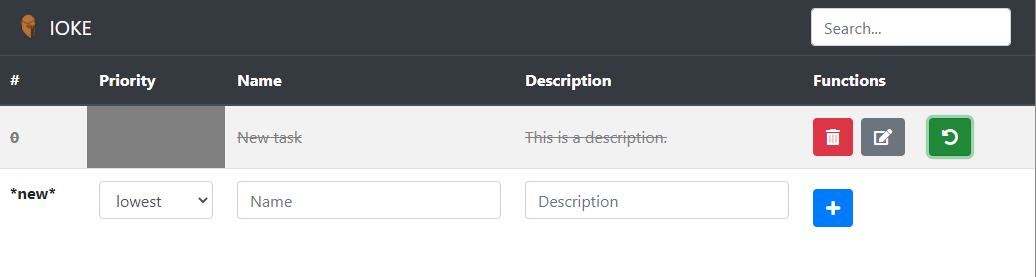 IOKE
Search...
# Priority Name Description Functions
0 New task This is a description.
*new* lowest Name Description